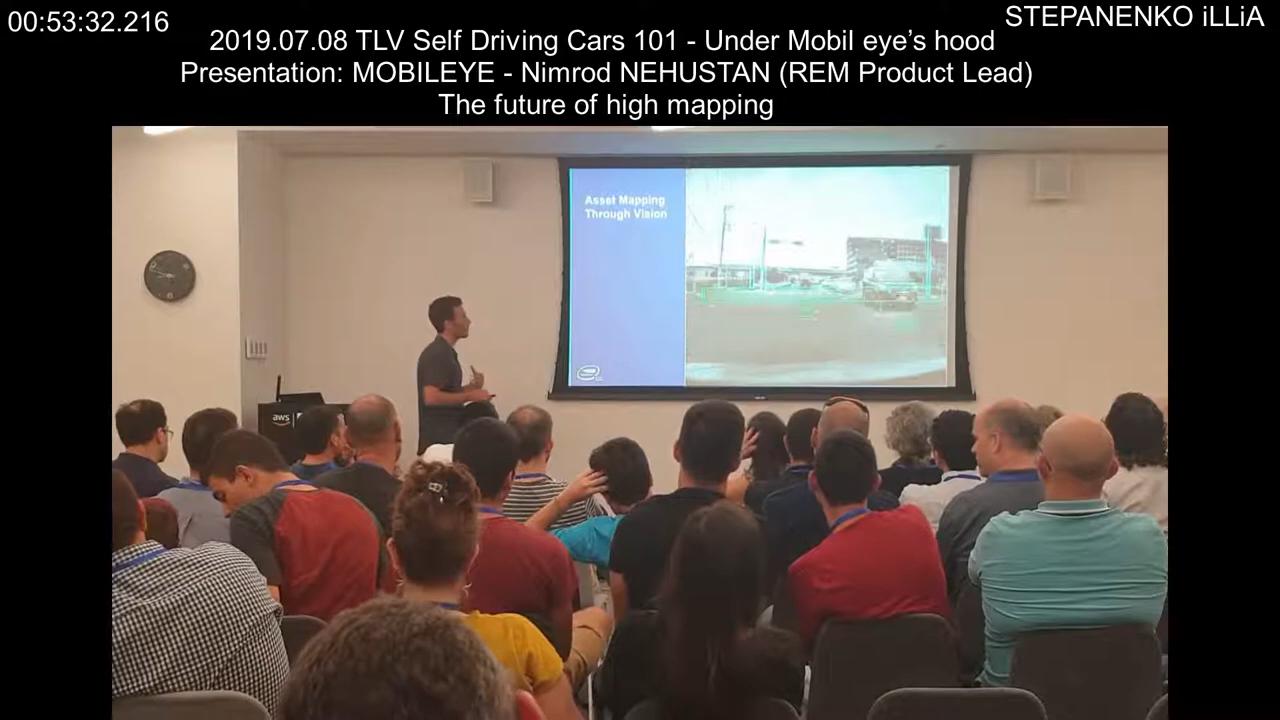 00:53:32.216
STEPANENKO iLLiA
2019.07.08 TLV Self Driving Cars 101 - Under Mobil eye's hood
Presentation: MOBILEYE - Nimrod NEHUSTAN (REM Product Lead)
The future of high mapping
Asset Mapping
Through Vision
aws